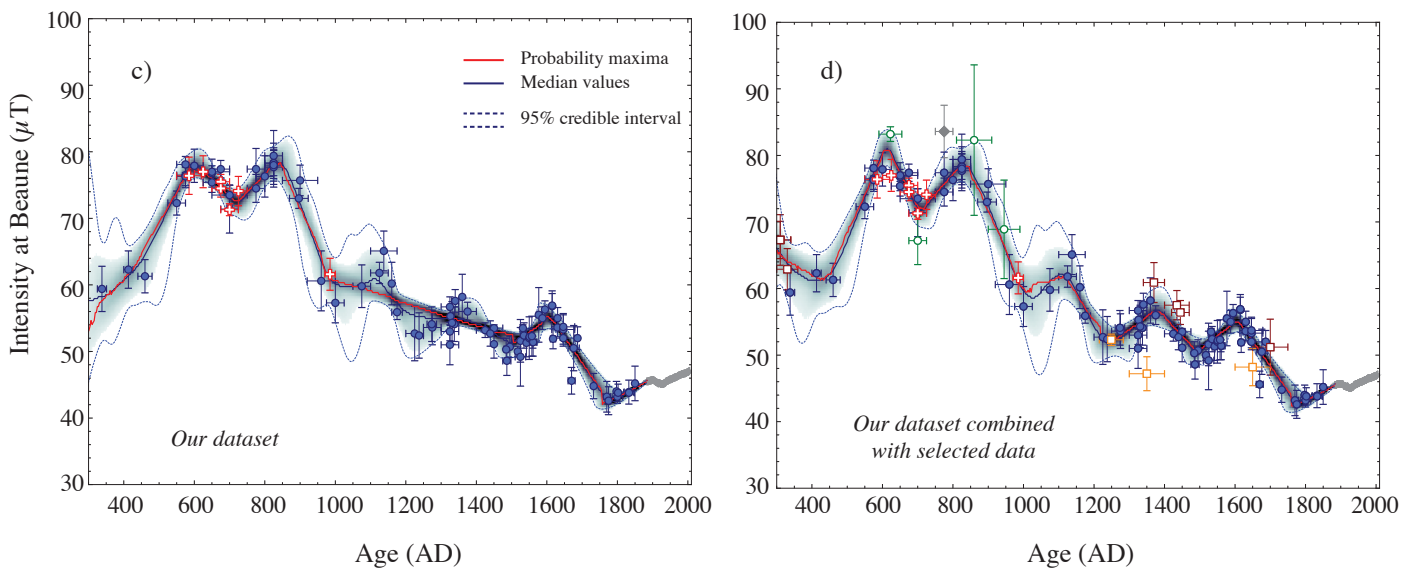 c)
Probability maxima
Median values
95% credible interval
Our dataset
Intensity at Beaune (μT)
100
90
80
70
60
50
40
30
400 600 800 1000 1200 1400 1600 1800 2000
Age (AD)
d)
Our dataset combined
with selected data
100
90
80
70
60
50
40
30
400 600 800 1000 1200 1400 1600 1800 2000
Age (AD)